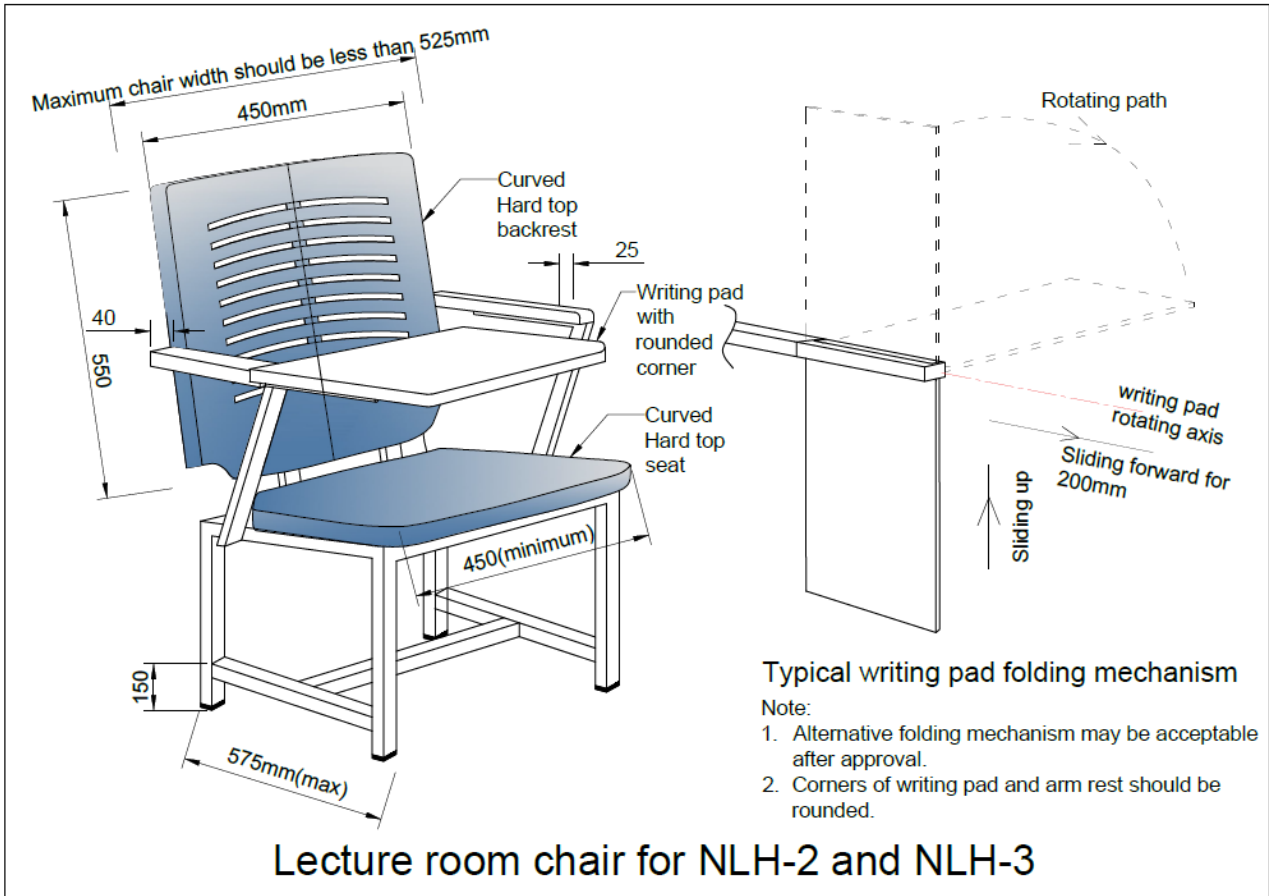 Maximum chair width should be less than 525mm
450mm
Rotating path
Curved
Hard top
backrest
25
Writing pad
with
rounded
corner
40
550
Curved
Hard top
seat
writing pad
rotating axis
Sliding forward for
200mm
Sliding up
450(minimum)
150
575mm(max)
Typical writing pad folding mechanism
Note:
1. Alternative folding mechanism may be acceptable
after approval.
2. Corners of writing pad and arm rest should be
rounded.
Lecture room chair for NLH-2 and NLH-3